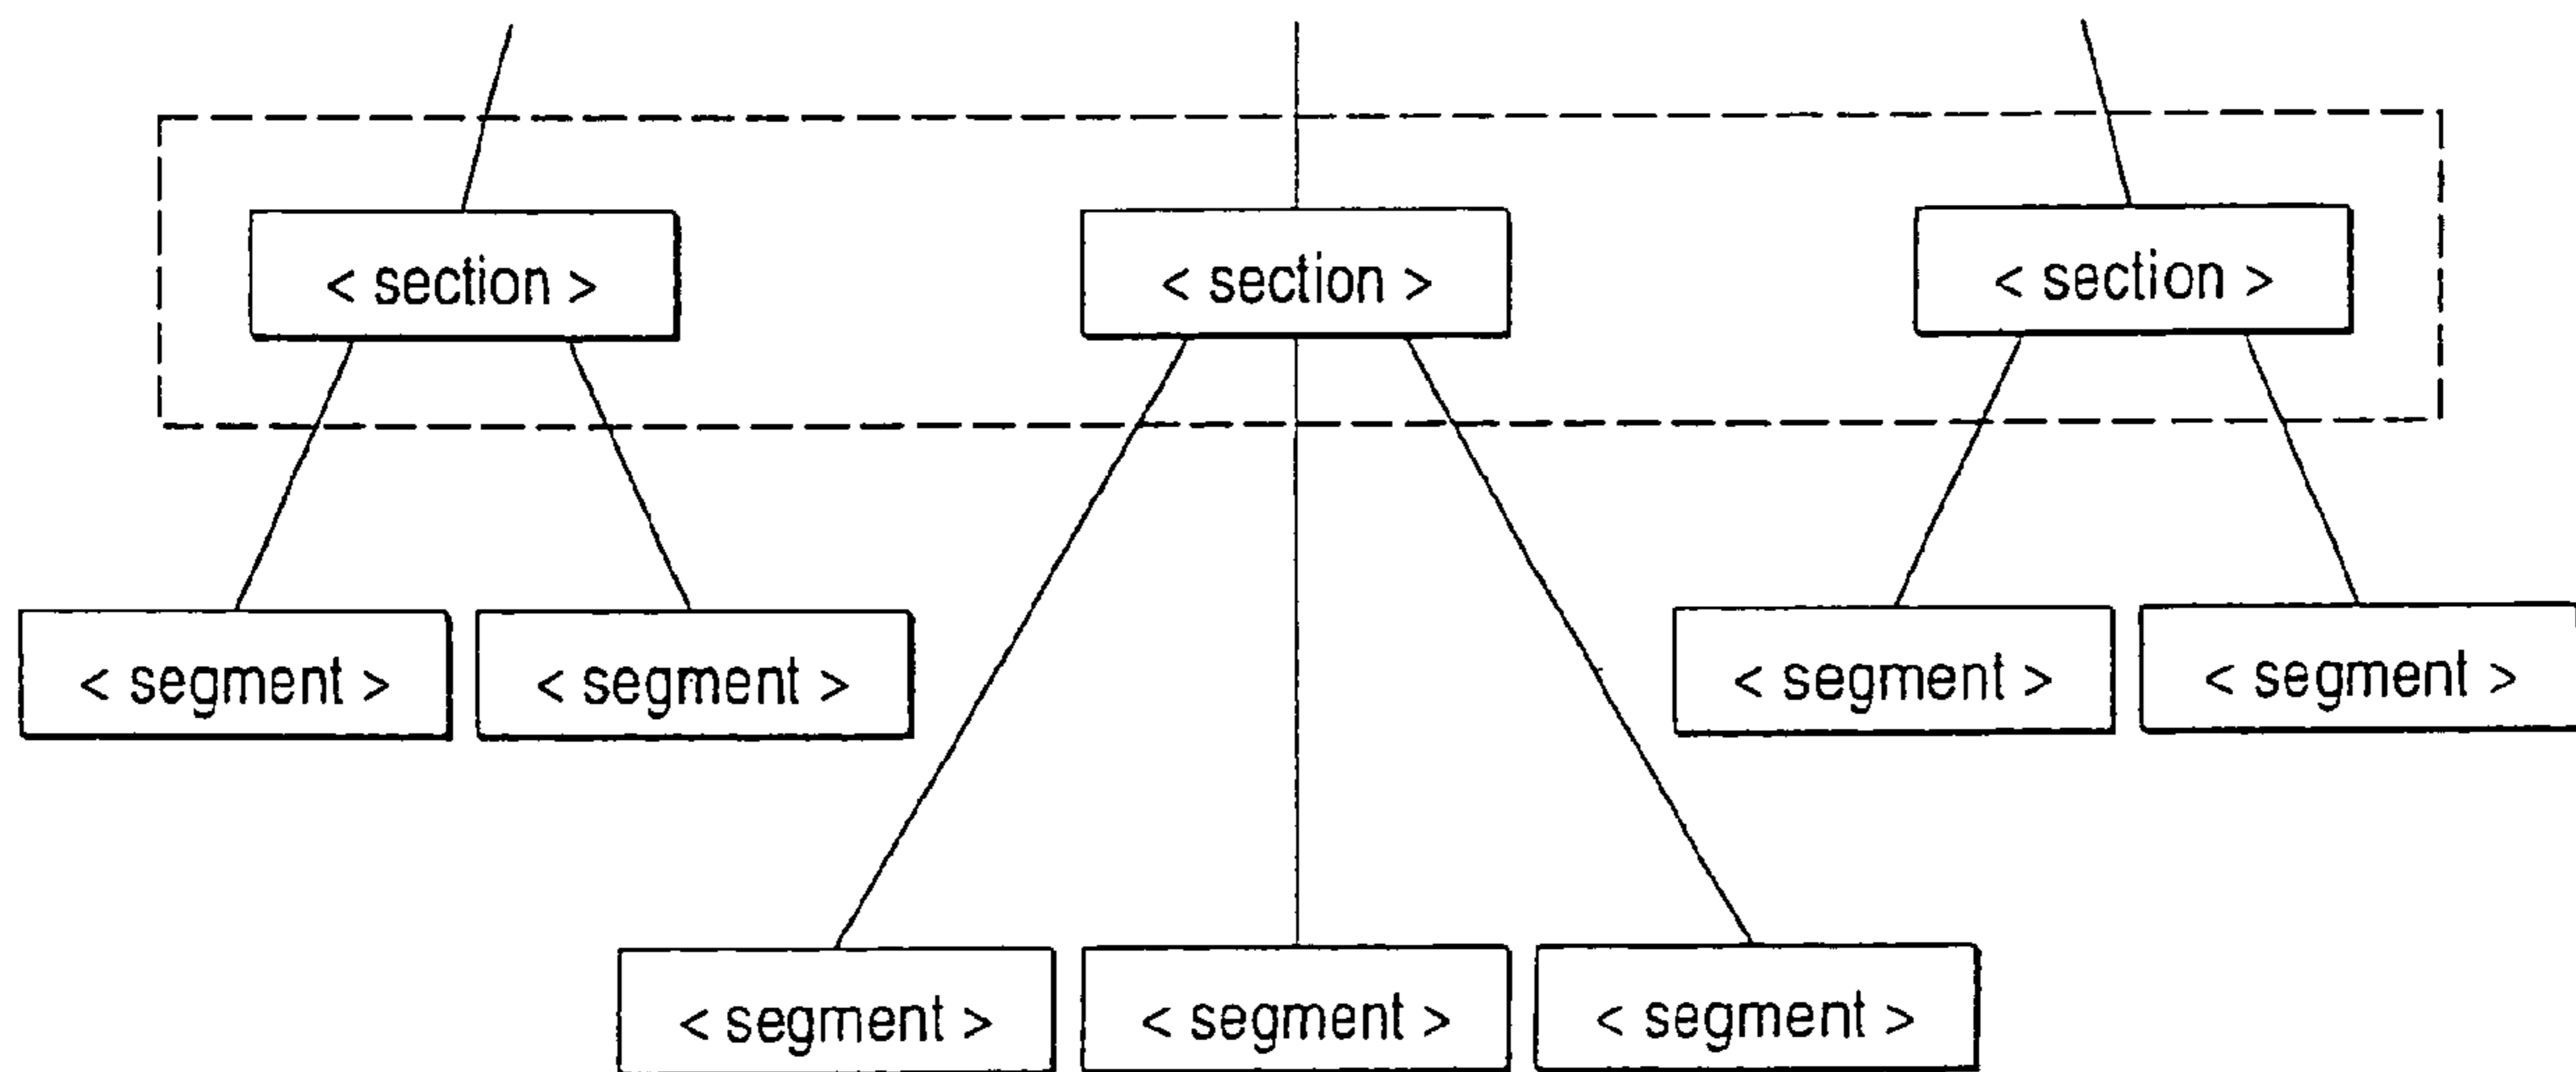 < section >
< section >
< section >
< segment >
< segment >
< segment >
< segment >
< segment >
< segment >
< segment >